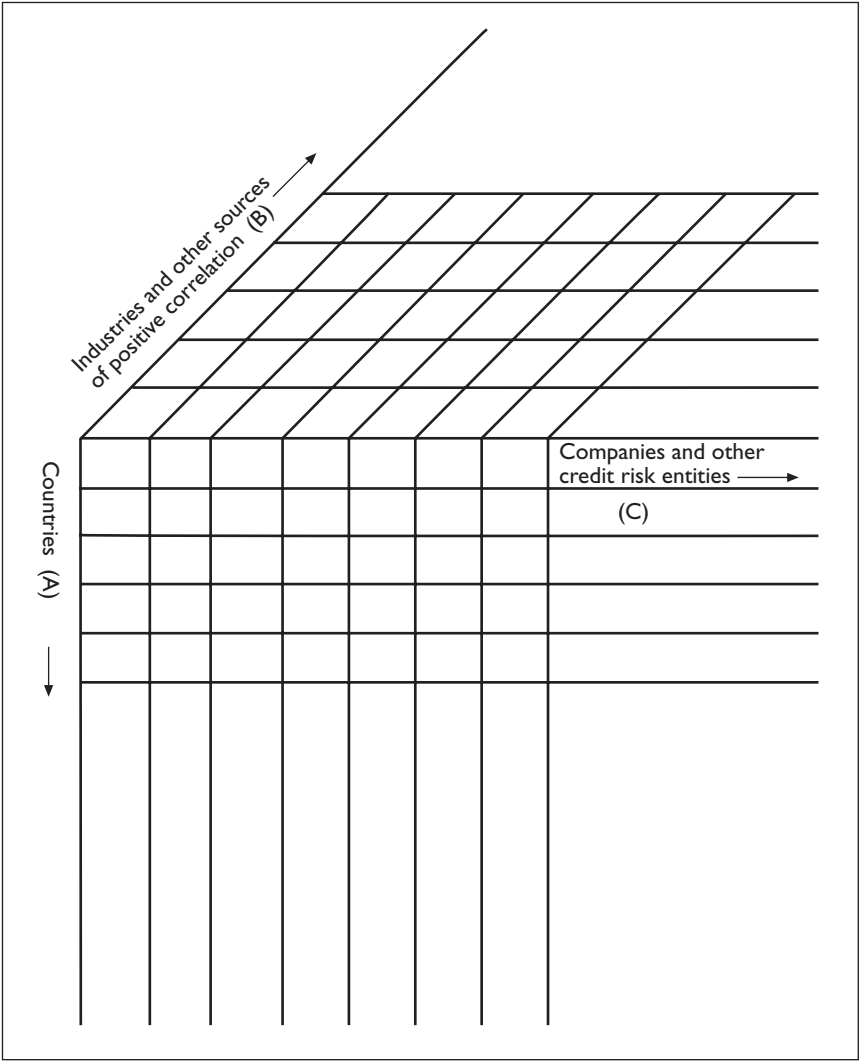 Industries and other sources
of positive correlation (B)
Countries (A)
Companies and other
credit risk entities
(C)